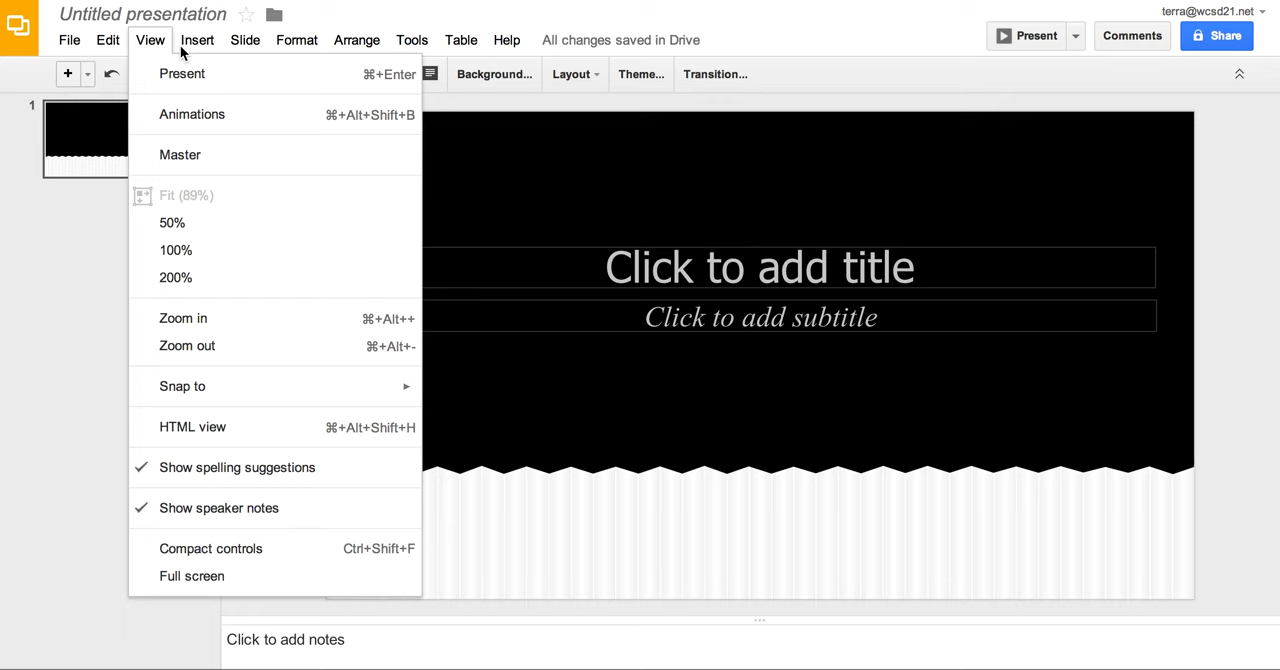 Untitled presentation
terra@wcsd21.net
File Edit View Insert Slide Format Arrange Tools Table Help All changes saved in Drive
Present Comments Share
+ Background... Layout Theme... Transition...
1
Present ⌘+Enter
Animations ⌘+Alt+Shift+B
Master
Fit (89%)
50%
100%
200%
Zoom in ⌘+Alt++
Zoom out ⌘+Alt+-
Snap to
HTML view ⌘+Alt+Shift+H
Show spelling suggestions
Show speaker notes
Compact controls Ctrl+Shift+F
Full screen
Click to add title
Click to add subtitle
Click to add notes